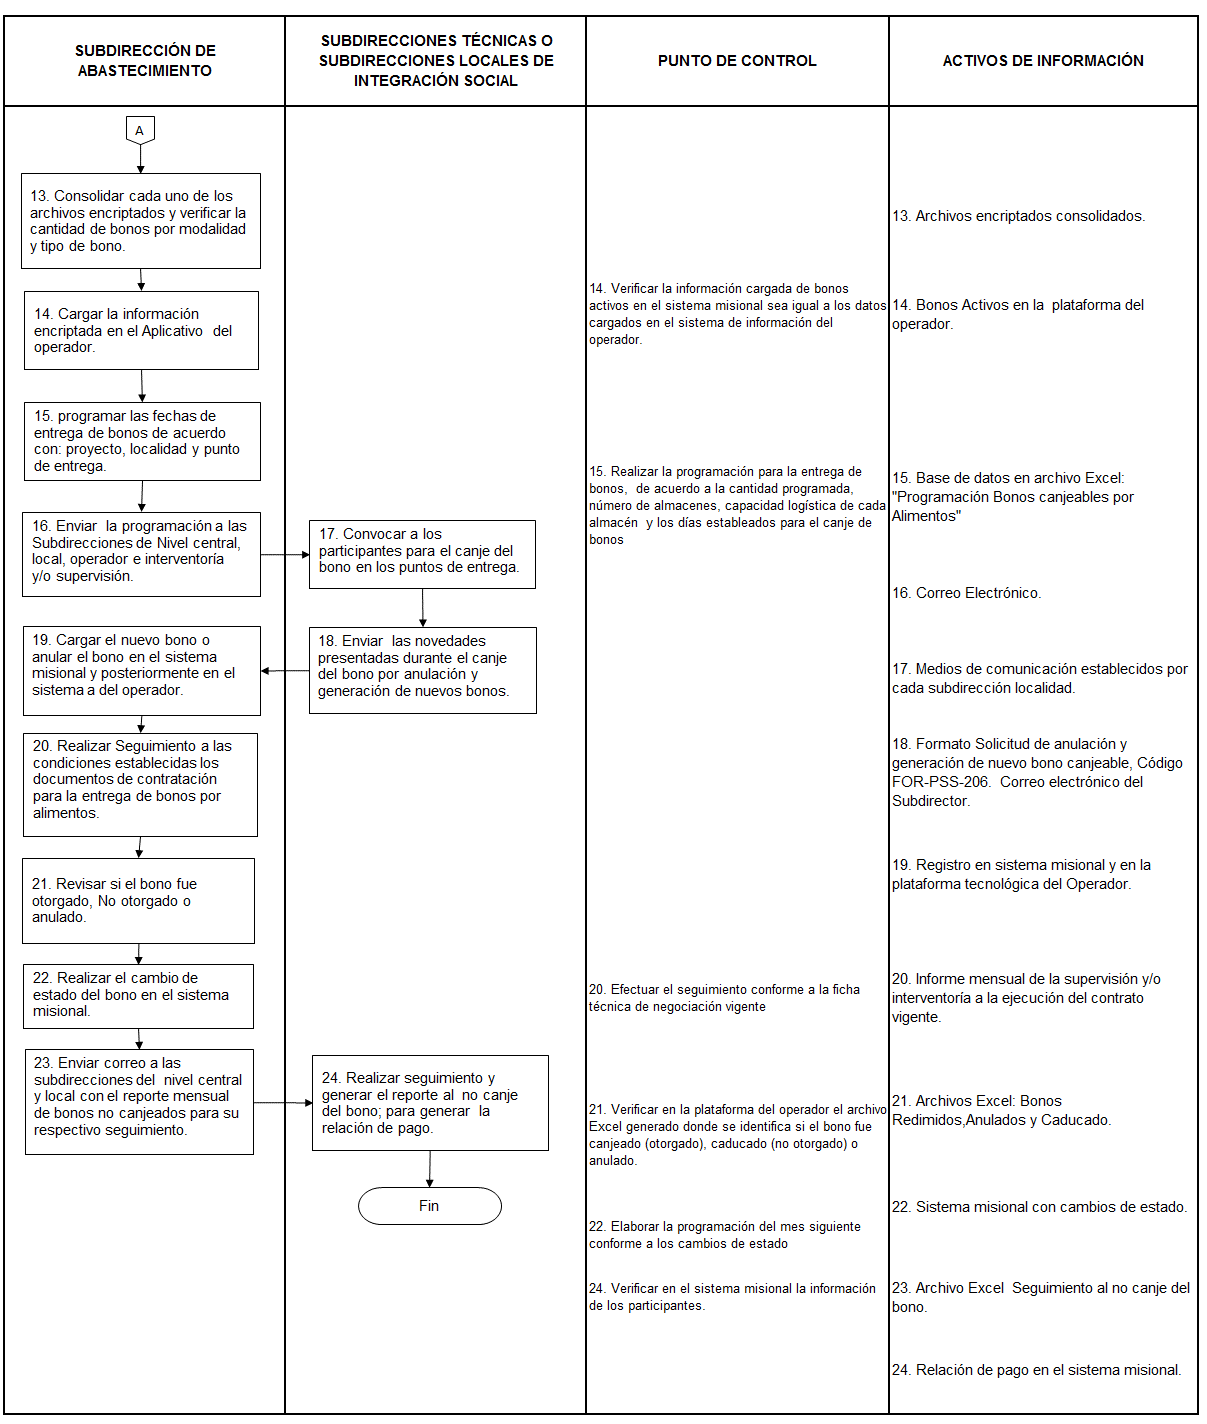 SUBDIRECCIÓN DE
ABASTECIMIENTO
SUBDIRECCIONES TÉCNICAS O
SUBDIRECCIONES LOCALES DE
INTEGRACIÓN SOCIAL
PUNTO DE CONTROL
ACTIVOS DE INFORMACIÓN
A
13. Consolidar cada uno de los
archivos encriptados y verificar la
cantidad de bonos por modalidad
y tipo de bono.
14. Cargar la información
encriptada en el Aplicativo del
operador.
15. programar las fechas de
entrega de bonos de acuerdo
con: proyecto, localidad y punto
de entrega.
16. Enviar la programación a las
Subdirecciones de Nivel central,
local, operador e interventoría
y/o supervisión.
19. Cargar el nuevo bono o
anular el bono en el sistema
misional y posteriormente en el
sistema a del operador.
20. Realizar Seguimiento a las
condiciones establecidas los
documentos de contratación
para la entrega de bonos por
alimentos.
21. Revisar si el bono fue
otorgado, No otorgado o
anulado.
22. Realizar el cambio de
estado del bono en el sistema
misional.
23. Enviar correo a las
subdirecciones del nivel central
y local con el reporte mensual
de bonos no canjeados para su
respectivo seguimiento.
17. Convocar a los
participantes para el canje del
bono en los puntos de entrega.
18. Enviar las novedades
presentadas durante el canje
del bono por anulación y
generación de nuevos bonos.
24. Realizar seguimiento y
generar el reporte al no canje
del bono; para generar la
relación de pago.
Fin
14. Verificar la información cargada de bonos
activos en el sistema misional sea igual a los datos
cargados en el sistema de información del
operador.
15. Realizar la programación para la entrega de
bonos, de acuerdo a la cantidad programada,
número de almacenes, capacidad logística de cada
almacén y los días estableados para el canje de
bonos
20. Efectuar el seguimiento conforme a la ficha
técnica de negociación vigente
21. Verificar en la plataforma del operador el archivo
Excel generado donde se identifica si el bono fue
canjeado (otorgado), caducado (no otorgado) o
anulado.
22. Elaborar la programación del mes siguiente
conforme a los cambios de estado
24. Verificar en el sistema misional la información
de los participantes.
13. Archivos encriptados consolidados.
14. Bonos Activos en la plataforma del
operador.
15. Base de datos en archivo Excel:
"Programación Bonos canjeables por
Alimentos"
16. Correo Electrónico.
17. Medios de comunicación establecidos por
cada subdirección localidad.
18. Formato Solicitud de anulación y
generación de nuevo bono canjeable, Código
FOR-PSS-206. Correo electrónico del
Subdirector.
19. Registro en sistema misional y en la
plataforma tecnológica del Operador.
20. Informe mensual de la supervisión y/o
interventoría a la ejecución del contrato
vigente.
21. Archivos Excel: Bonos
Redimidos,Anulados y Caducado.
22. Sistema misional con cambios de estado.
23. Archivo Excel Seguimiento al no canje del
bono.
24. Relación de pago en el sistema misional.